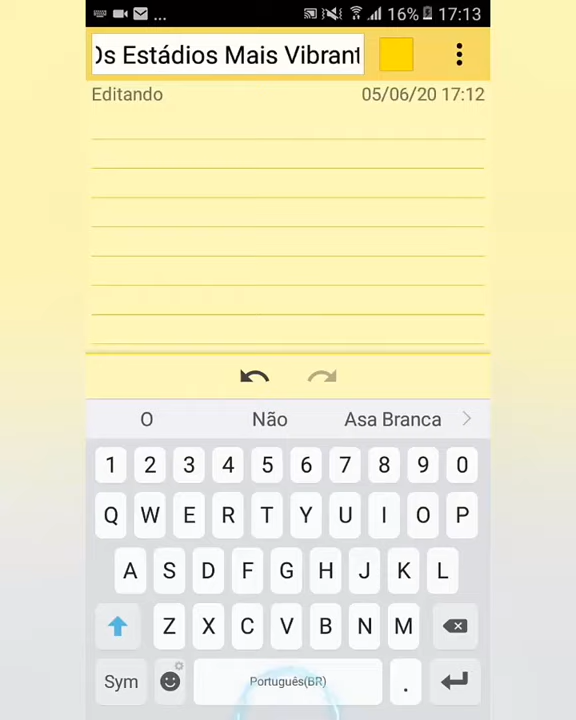 ... 16% 17:13
Os Estádios Mais Vibrant
Editando 05/06/20 17:12
O Não Asa Branca
1 2 3 4 5 6 7 8 9 0
Q W E R T Y U I O P
A S D F G H J K L
Z X C V B N M
Sym Português(BR) .